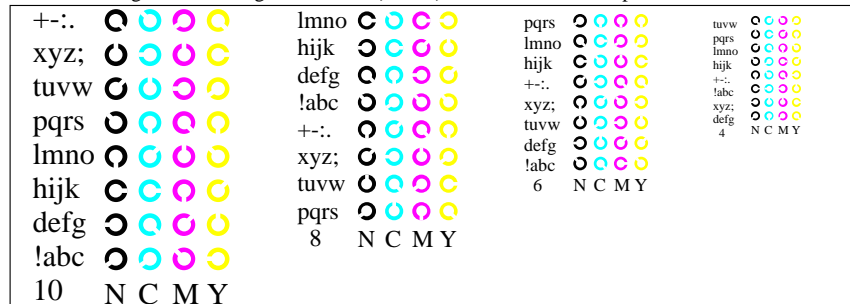 +-:.
xyz;
tuvw
pqrs
lmno
hijk
defg
!abc
10 N C M Y
lmno
hijk
defg
!abc
+-:.
xyz;
tuvw
pqrs
8 N C M Y
pqrs
lmno
hijk
+-:.
xyz;
tuvw
defg
!abc
6 N C M Y
tuvw
pqrs
lmno
hijk
+-:.
!abc
xyz;
defg
4 N C M Y